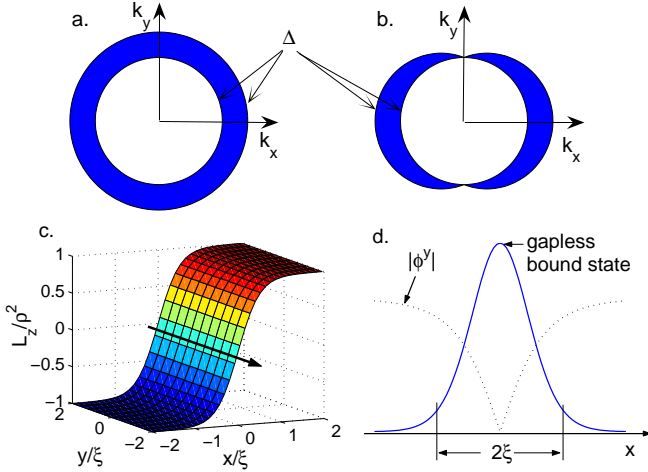 a.
k_y
Δ
k_x
b.
k_y
k_x
c.
L_z/ρ^2
1
0.5
0
−0.5
−1
2
0
−2
y/ξ
−2
−1
0
1
2
x/ξ
d.
|ϕ^y|
gapless
bound state
2ξ
x